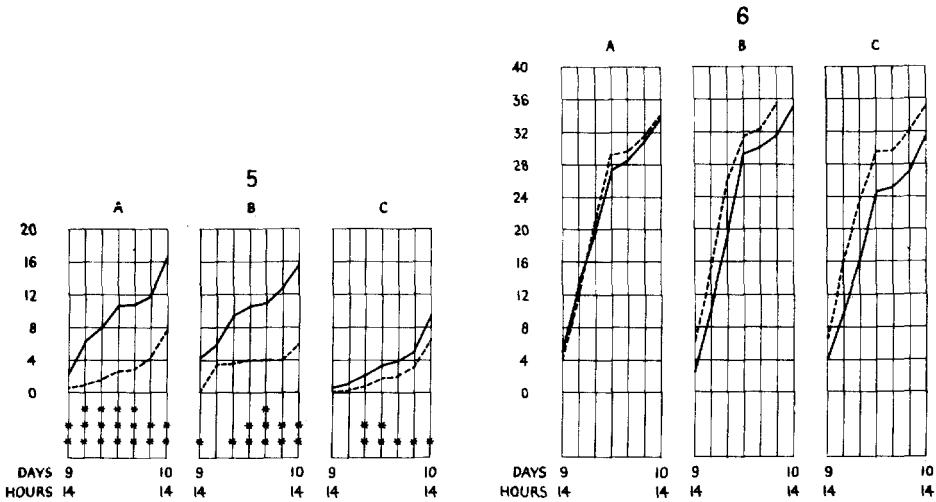 5
A B C
20
16
12
8
4
0
* * * *
* * * * * * * * * * * * *
* * * * * * * * * * * * * * * * *
DAYS 9 10 9 10 9 10
HOURS 14 14 14 14 14 14
6
A B C
40
36
32
28
24
20
16
12
8
4
0
DAYS 9 10 9 10 9 10
HOURS 14 14 14 14 14 14